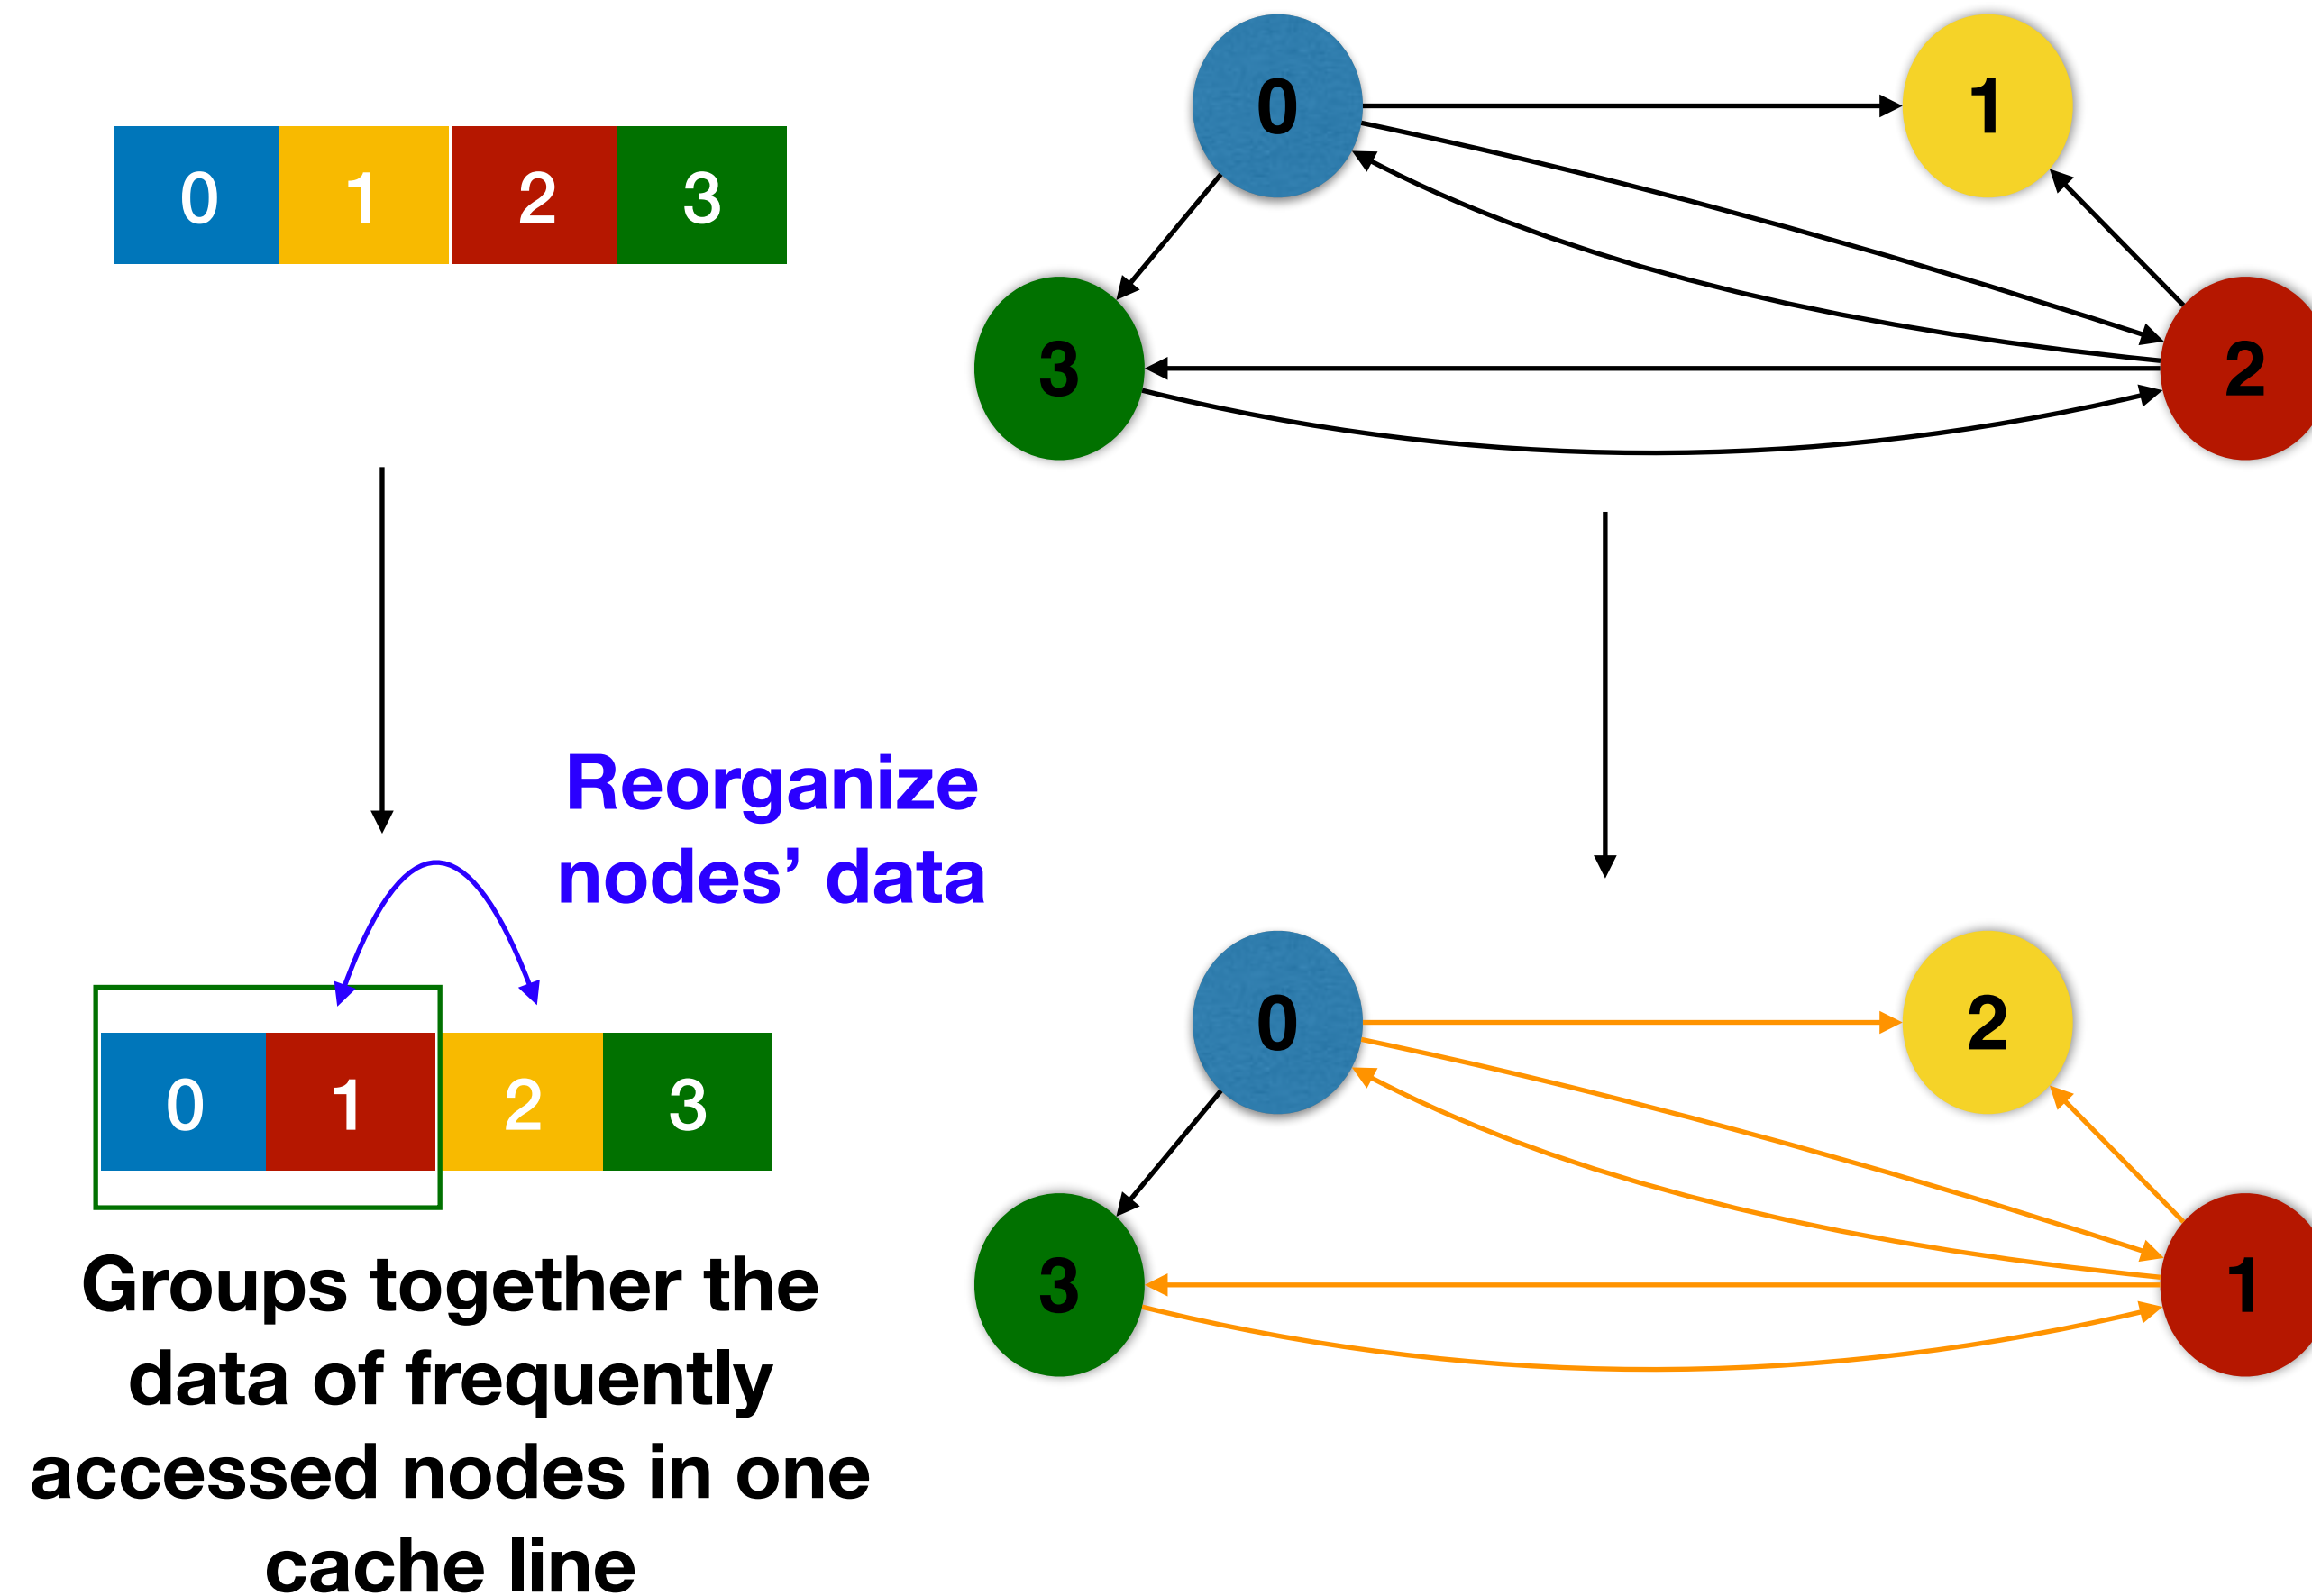 0 1
0 1 2 3
3 2
Reorganize
nodes’ data
0 2
0 1 2 3
3 1
Groups together the
data of frequently
accessed nodes in one
cache line